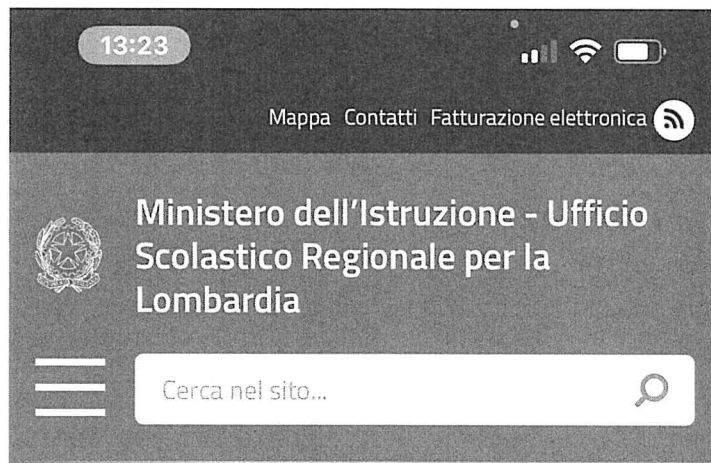 13:23
Mappa Contatti Fatturazione elettronica
Ministero dell'Istruzione - Ufficio
Scolastico Regionale per la
Lombardia
Cerca nel sito...